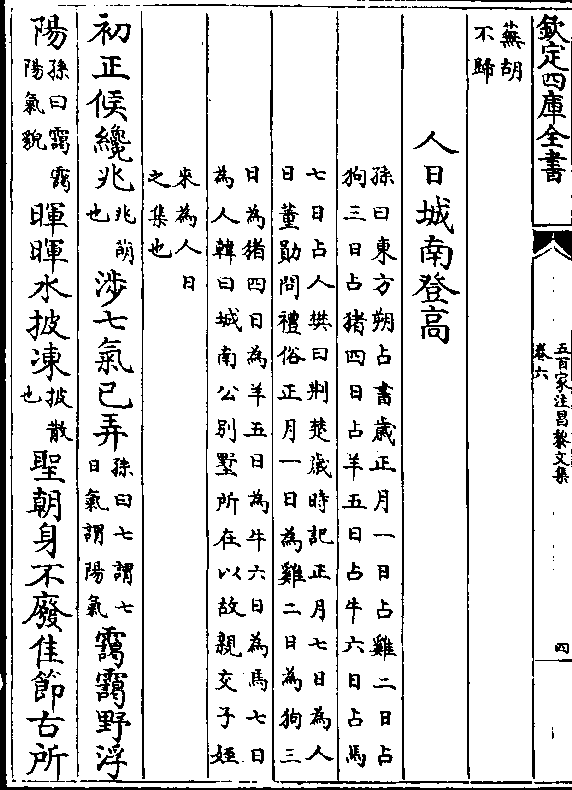 欽定四庫全書
五百家注昌黎文集
卷六
四
蕪胡
不歸
人日城南登高
孫曰東方朔占書歲正月一日占雞二日占
狗三日占猪四日占羊五日占牛六日占馬
七日占人樊曰荆楚歲時記正月七日為人
日董勛問禮俗正月一日為雞二日為狗三
日為猪四日為羊五日為牛六日為馬七日
為人韓曰城南公别墅所在以故親交子姪
來為人日
之集也
初正候纔兆兆萌也涉七氣已弄孫曰七謂七日氣謂陽氣靄靄野浮
陽孫曰靄靄陽氣貌暉暉水披凍披散也聖朝身不廢佳節古所